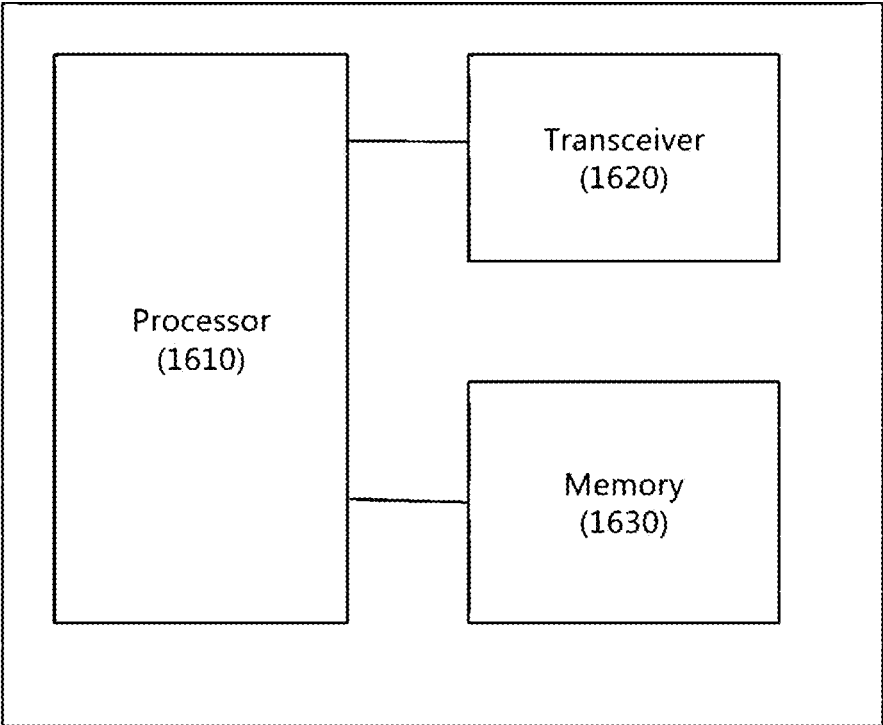 Processor
(1610)
Transceiver
(1620)
Memory
(1630)